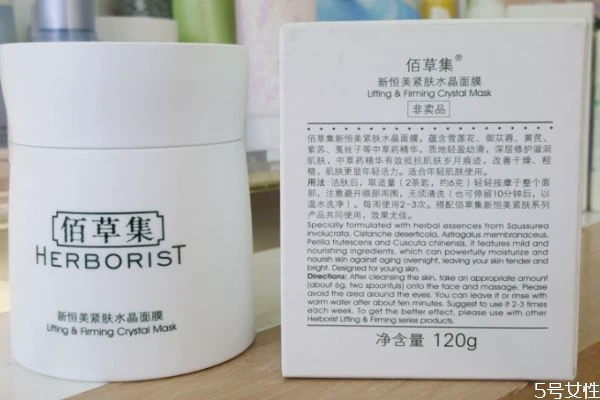 佰草集
HERBORIST
新恒美紧肤水晶面膜
Lifting & Firming Crystal Mask
佰草集®
新恒美紧肤水晶面膜
Lifting & Firming Crystal Mask
非卖品
佰草集新恒美紧肤水晶面膜，蕴含雪莲花、御苁蓉、黄芪、
紫苏、菟丝子等中草药精华，质地轻盈幼滑，深层修护滋润
肌肤，中草药精华有效抵抗肌肤岁月痕迹，改善干燥、粗
糙，肌肤更显年轻活力。适合年轻肌肤使用。
用法：洁肤后，取适量（2茶匙，约6克）轻轻按摩于整个面
部，注意避开眼部周围，无须清洗（也可停留10分钟后，以
温水洗净）。每周使用2-3次。搭配佰草集新恒美紧肤系列
产品共同使用，效果尤佳。
Specially formulated with herbal essences from Saussurea
involucrata, Cistanche deserticola, Astragalus membranaceus,
Perilla frutescens and Cuscuta chinensis, it features mild and
nourishing ingredients, which can powerfully moisturize and
nourish skin against aging overnight, leaving your skin tender and
bright. Designed for young skin.
Directions: After cleansing the skin, take an appropriate amount
(about 6g, two spoonfuls) onto the face and massage. Please
avoid the area around the eyes. You can leave it or rinse with
warm water after about ten minutes. Suggest to use it 2-3 times
each week. To get the better effect, please use with other
Herborist Lifting & Firming series products.
净含量 120g
5号女性